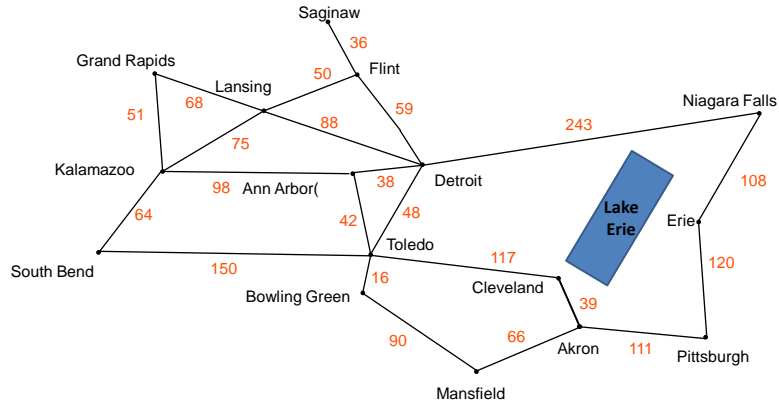 Saginaw
36
Grand Rapids
50
Flint
Lansing
68
59
Niagara Falls
51
88
243
75
Kalamazoo
38
Detroit
108
98
Ann Arbor(
Lake
Erie
64
42
48
Erie
Toledo
South Bend
150
117
120
16
Cleveland
Bowling Green
39
90
66
Akron
111
Pittsburgh
Mansfield